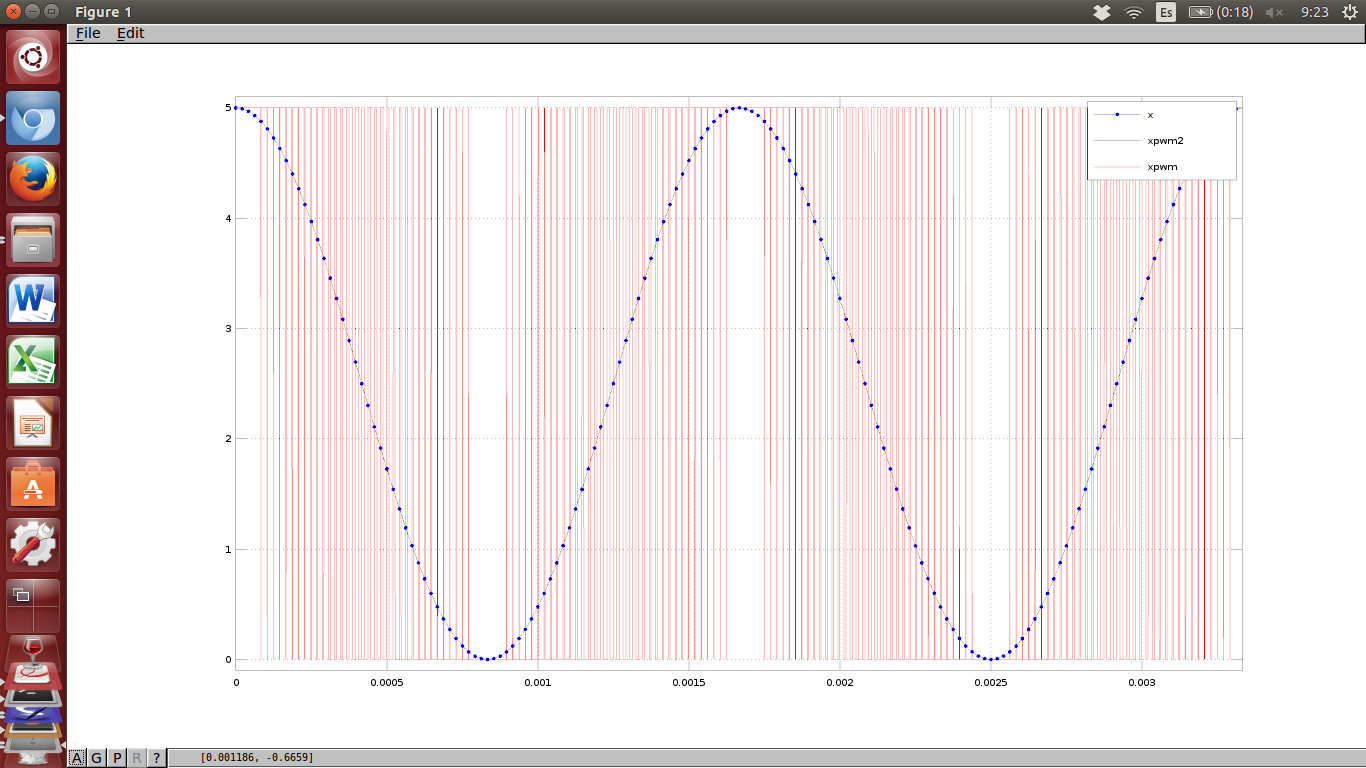 Figure 1
Es
(0:18)
9:23
File Edit
x
xpwm2
xpwm
5
4
3
2
1
0
0 0.0005 0.001 0.0015 0.002 0.0025 0.003
A G P R ?
[0.001186, -0.6659]